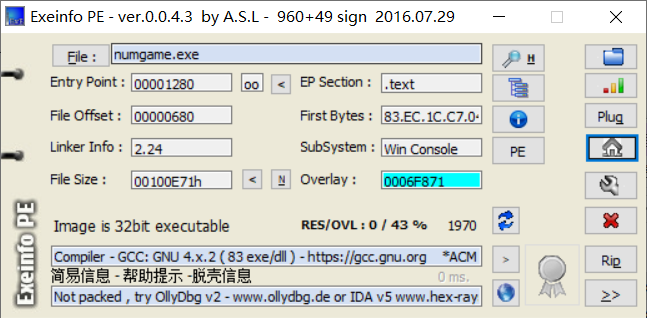 Exeinfo PE - ver.0.0.4.3 by A.S.L - 960+49 sign 2016.07.29
File : numgame.exe H
Entry Point : 00001280 oo < EP Section : .text
File Offset : 00000680 First Bytes : 83.EC.1C.C7.04 Plug
Linker Info : 2.24 SubSystem : Win Console PE
File Size : 00100E71h < N Overlay : 0006F871
Image is 32bit executable RES/OVL : 0 / 43 % 1970
Compiler - GCC: GNU 4.x.2 ( 83 exe/dll ) - https://gcc.gnu.org *ACM > Rip
简易信息 - 帮助提示 -脱壳信息 0 ms.
Not packed , try OllyDbg v2 - www.ollydbg.de or IDA v5 www.hex-ray >>
Exeinfo PE